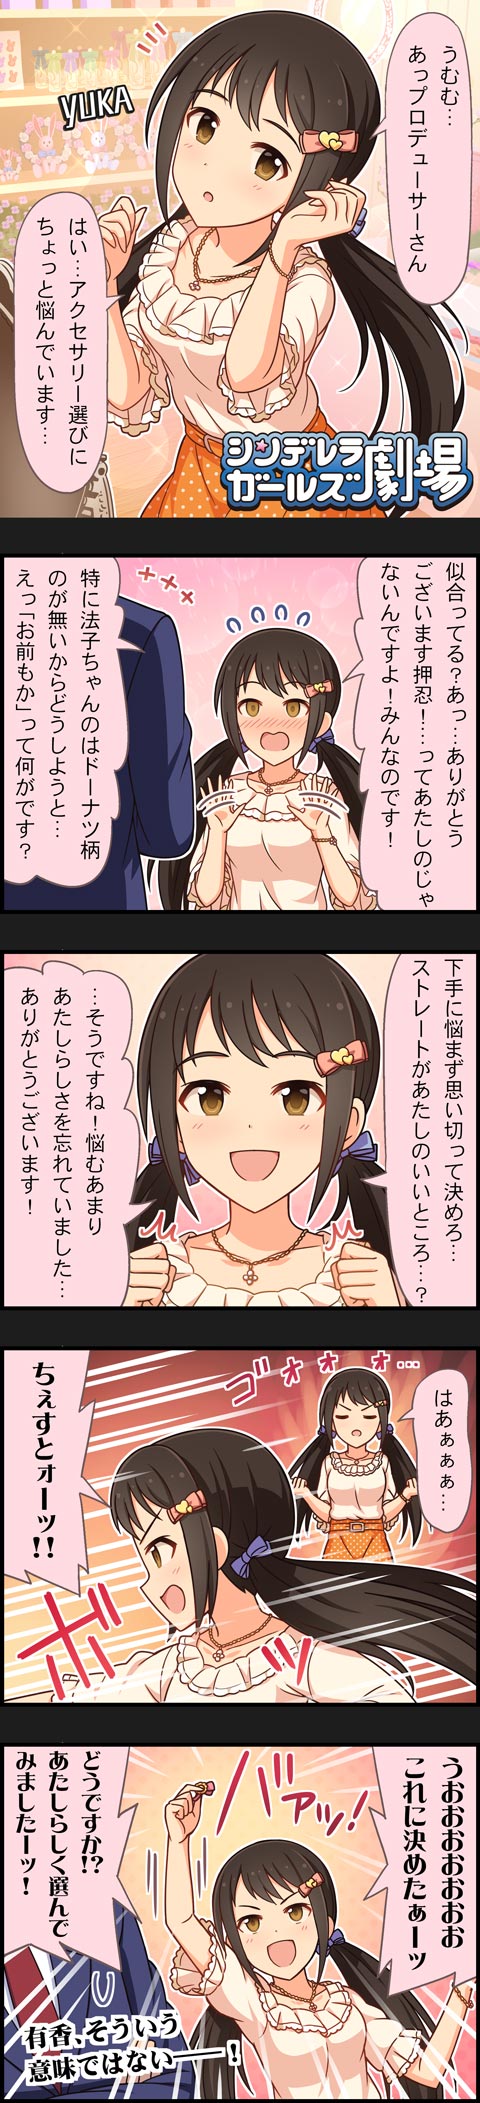 うむむ…
あっプロデューサーさん
YUKA
はい…アクセサリー選びに
ちょっと悩んでいます…
シンデレラ
ガールズ劇場
似合ってる？あっ…ありがとう
ございます押忍！…ってあたしのじゃ
ないんですよ！みんなのです！
特に法子ちゃんのはドーナツ柄
のが無いからどうしようと…
えっ「お前もか」って何がです？
下手に悩まず思い切って決めろ…
ストレートがあたしのいいところ…？
…そうですね！悩むあまり
あたしらしさを忘れていました…
ありがとうございます！
はあぁぁぁ…
ゴォォォ…
ちぇすとォーッ!!
ボッ
うおおおおおおお
これに決めたぁーッ
バァッ！
どうですか!?
あたしらしく選んで
みましたーッ！
有香、そういう
意味ではない──！